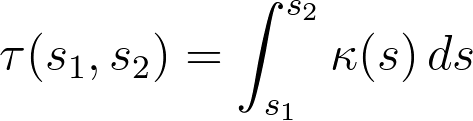 τ(s₁, s₂) = ∫_{s₁}^{s₂} κ(s) ds